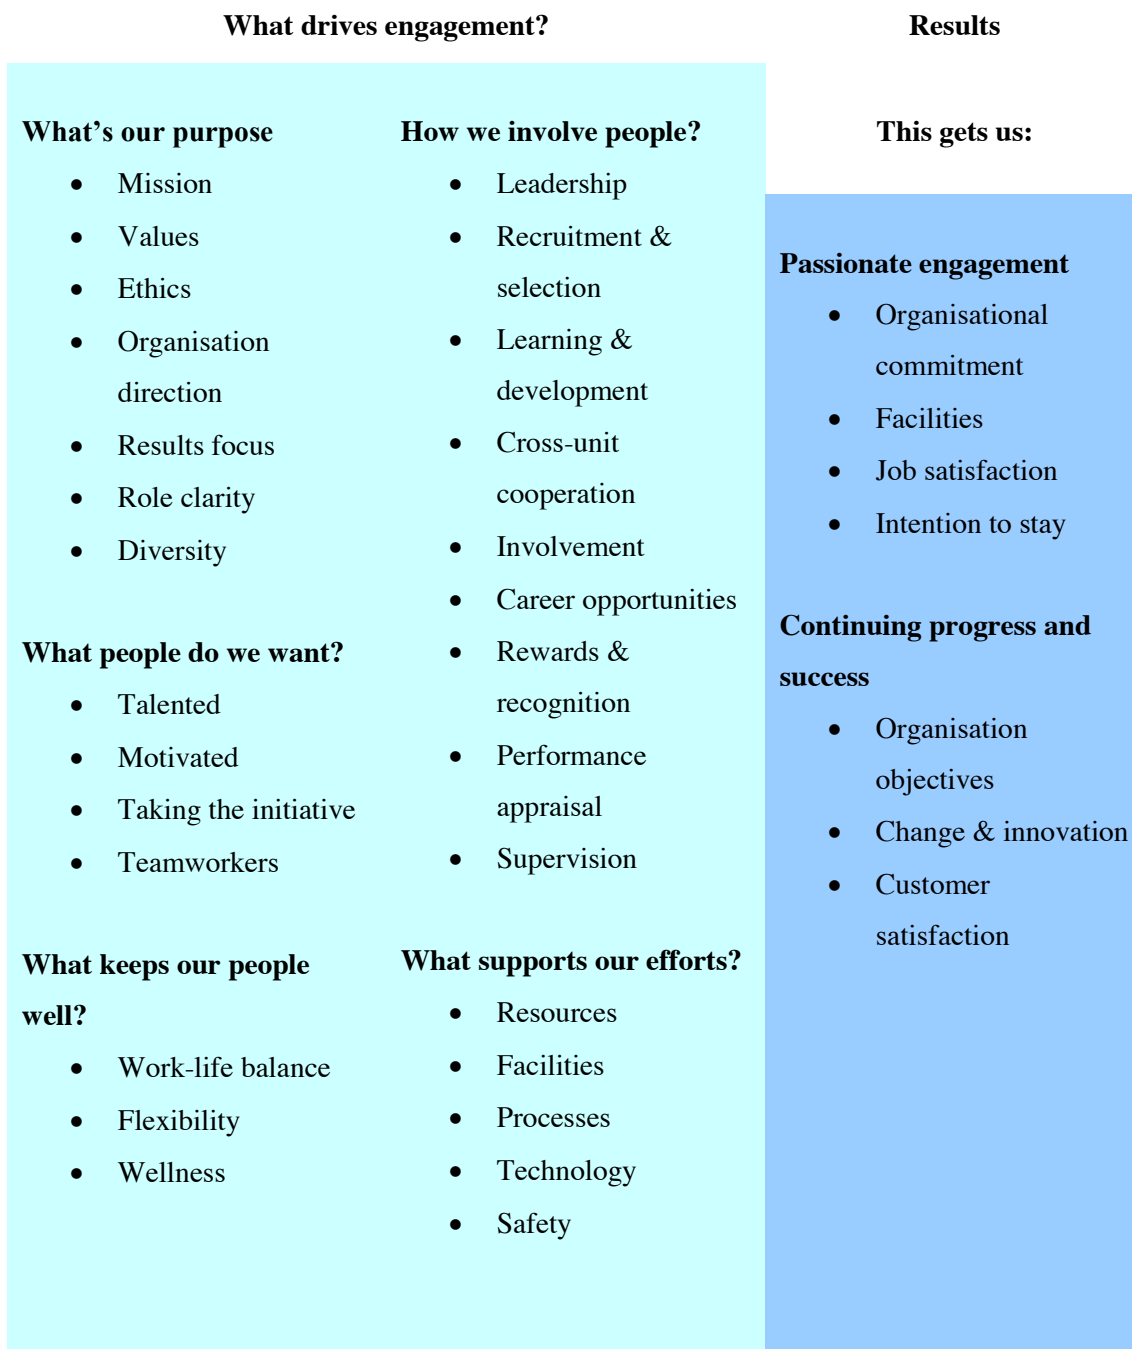 What drives engagement?
Results
What’s our purpose
• Mission
• Values
• Ethics
• Organisation
direction
• Results focus
• Role clarity
• Diversity
What people do we want?
• Talented
• Motivated
• Taking the initiative
• Teamworkers
What keeps our people
well?
• Work-life balance
• Flexibility
• Wellness
How we involve people?
• Leadership
• Recruitment &
selection
• Learning &
development
• Cross-unit
cooperation
• Involvement
• Career opportunities
• Rewards &
recognition
• Performance
appraisal
• Supervision
What supports our efforts?
• Resources
• Facilities
• Processes
• Technology
• Safety
This gets us:
Passionate engagement
• Organisational
commitment
• Facilities
• Job satisfaction
• Intention to stay
Continuing progress and
success
• Organisation
objectives
• Change & innovation
• Customer
satisfaction